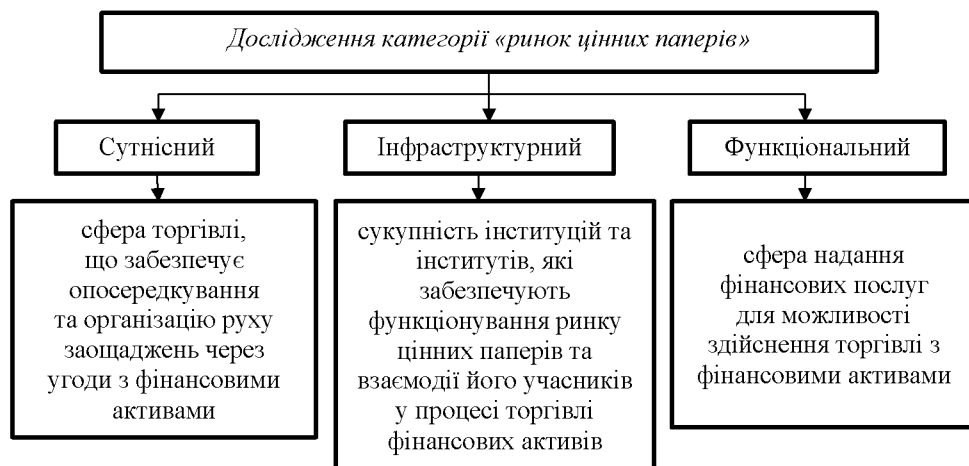 Дослідження категорії «ринок цінних паперів»
Сутнісний
Інфраструктурний
Функціональний
сфера торгівлі,
що забезпечує
опосередкування
та організацію руху
заощаджень через
угоди з фінансовими
активами
сукупність інституцій та
інститутів, які
забезпечують
функціонування ринку
цінних паперів та
взаємодії його учасників
у процесі торгівлі
фінансових активів
сфера надання
фінансових послуг
для можливості
здійснення торгівлі з
фінансовими активами